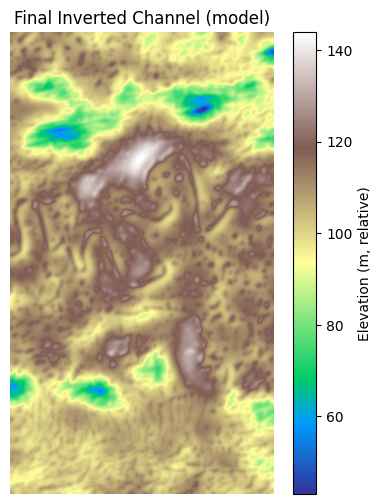 Final Inverted Channel (model)
140
120
100
80
60
Elevation (m, relative)